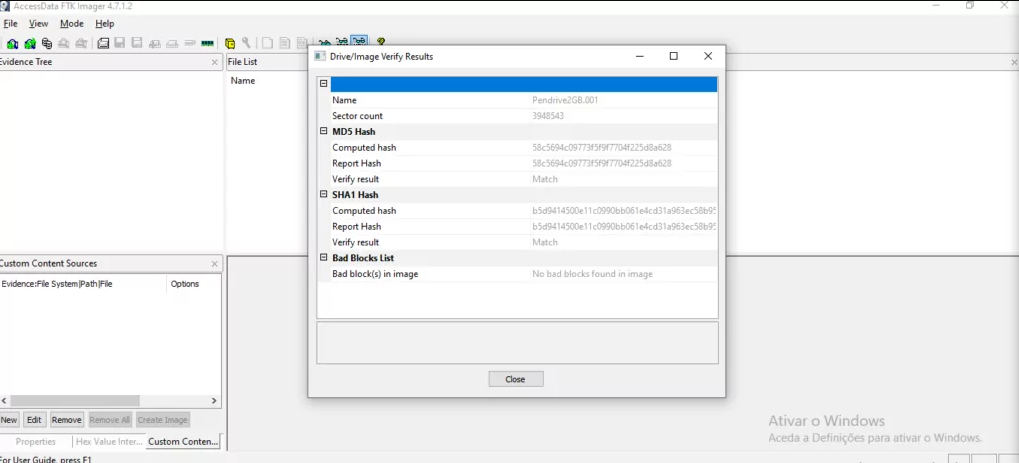 AccessData FTK Imager 4.7.1.2
File View Mode Help
Evidence Tree
File List
Name
Drive/Image Verify Results
Name Pendrive2GB.001
Sector count 3948543
MD5 Hash
Computed hash 58c5694c09773f5f9f7704f225d8a628
Report Hash 58c5694c09773f5f9f7704f225d8a628
Verify result Match
SHA1 Hash
Computed hash b5d9414500e11c0990bb061e4cd31a963ec58b95
Report Hash b5d9414500e11c0990bb061e4cd31a963ec58b95
Verify result Match
Bad Blocks List
Bad block(s) in image No bad blocks found in image
Close
Custom Content Sources
Evidence:File System|Path|File Options
New Edit Remove Remove All Create Image
Properties Hex Value Inter... Custom Conten...
For User Guide, press F1
Ativar o Windows
Aceda a Definições para ativar o Windows.